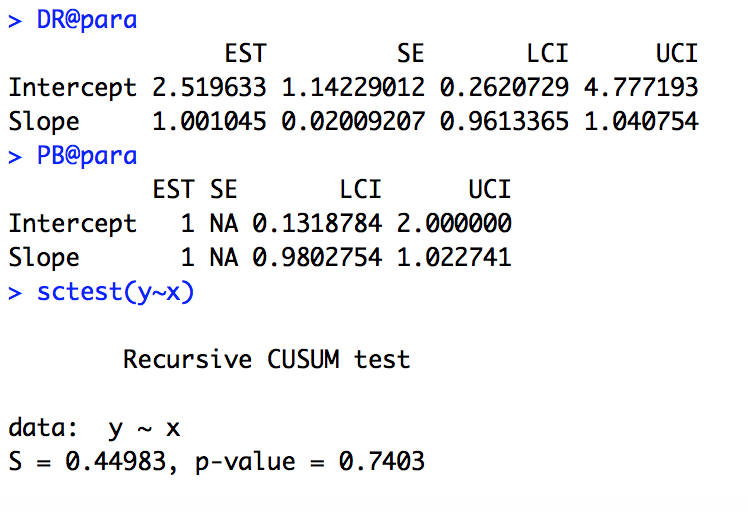 > DR@para
EST SE LCI UCI
Intercept 2.519633 1.14229012 0.2620729 4.777193
Slope 1.001045 0.02009207 0.9613365 1.040754
> PB@para
EST SE LCI UCI
Intercept 1 NA 0.1318784 2.000000
Slope 1 NA 0.9802754 1.022741
> sctest(y~x)
Recursive CUSUM test
data: y ~ x
S = 0.44983, p-value = 0.7403